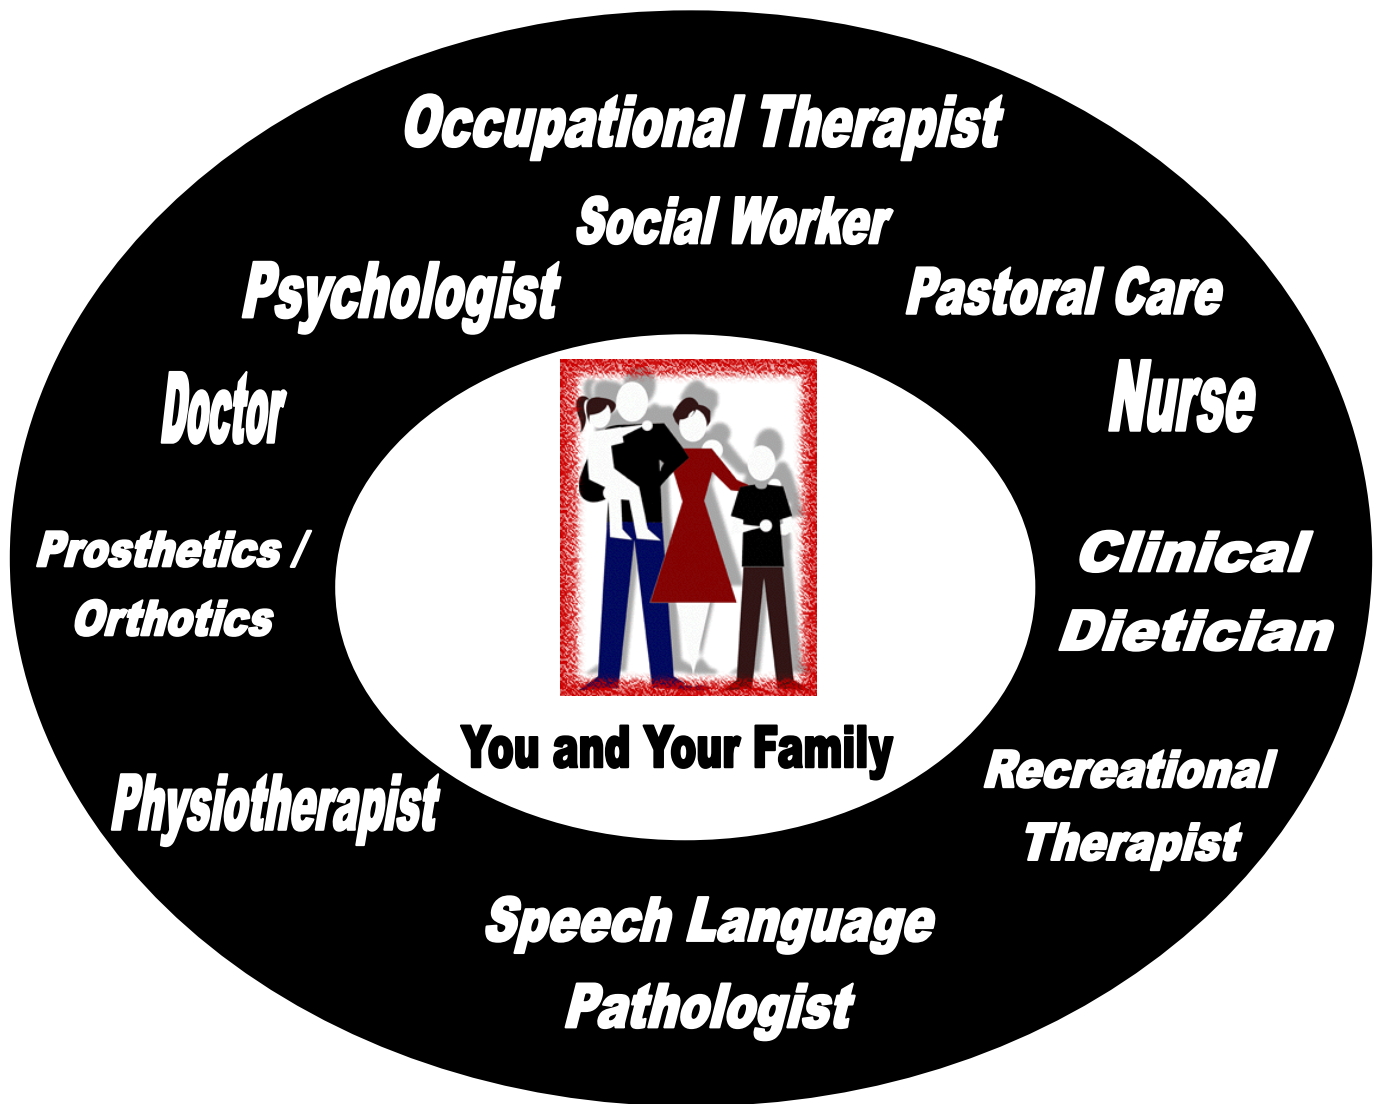 Occupational Therapist
Social Worker
Psychologist
Pastoral Care
Doctor
Nurse
Prosthetics /
Orthotics
Clinical
Dietician
You and Your Family
Physiotherapist
Recreational
Therapist
Speech Language
Pathologist